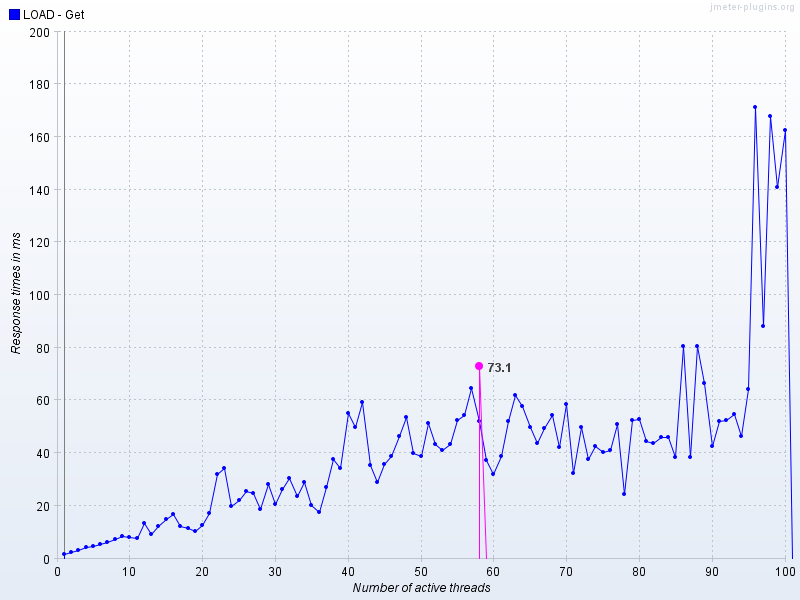 jmeter-plugins.org
LOAD - Get
200
180
160
140
120
100
80
60
40
20
0
Response times in ms
73.1
0 10 20 30 40 50 60 70 80 90 100
Number of active threads